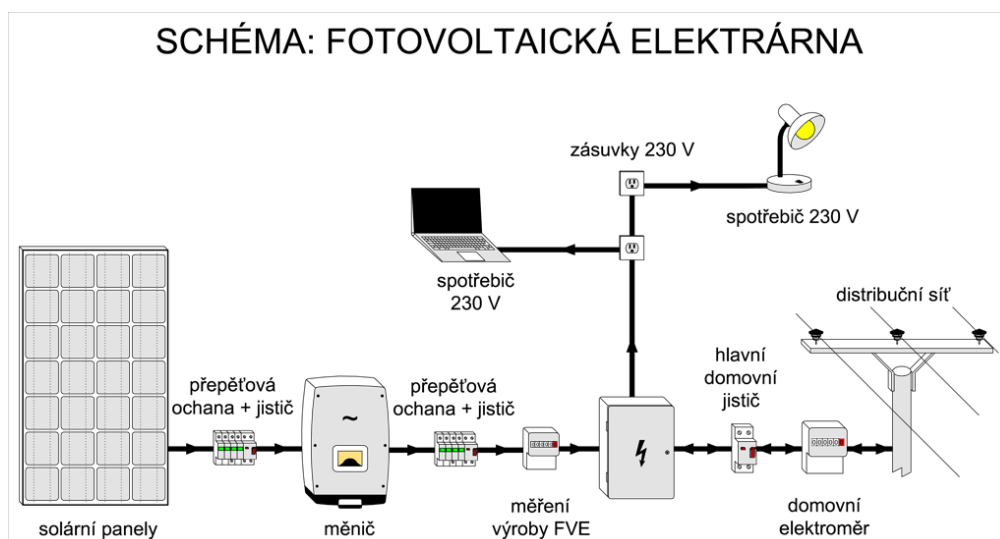 SCHÉMA: FOTOVOLTAICKÁ ELEKTRÁRNA
zásuvky 230 V
spotřebič 230 V
spotřebič
230 V
distribuční síť
hlavní
domovní
jistič
přepěťová
ochana + jistič
přepěťová
ochana + jistič
~
solární panely
měnič
měření
výroby FVE
domovní
elektroměr